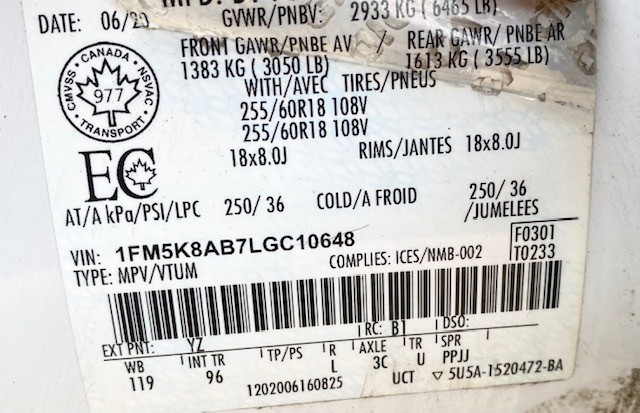 DATE: 06/20 GVWR/PNBV: 2933 KG ( 6465 LB)
FRONT GAWR/PNBE AV REAR GAWR/ PNBE AR
1383 KG ( 3050 LB) 1613 KG ( 3555 LB)
WITH/AVEC TIRES/PNEUS
255/60R18 108V
255/60R18 108V
18x8.0J RIMS/JANTES 18x8.0J
CANADA
CMVSS NSVAC
977
TRANSPORT
EC
AT/A kPa/PSI/LPC 250/ 36 COLD/A FROID 250/ 36
/JUMELEES
VIN: 1FM5K8AB7LGC10648 F0301
TYPE: MPV/VTUM COMPLIES: ICES/NMB-002 T0233
EXT PNT: YZ RC: B1 DSO:
WB INT TR TP/PS R AXLE TR SPR
119 96 L 3C U PPJJ
1202006160825 UCT ▽ 5U5A-1520472-BA